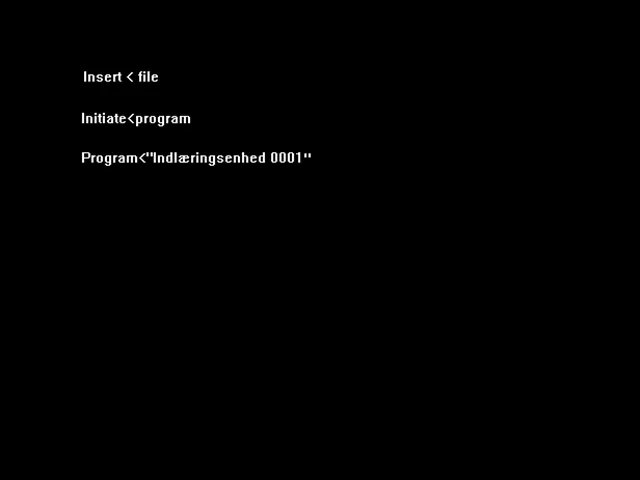 Insert < file
Initiate<program
Program<"Indlæringsenhed 0001"